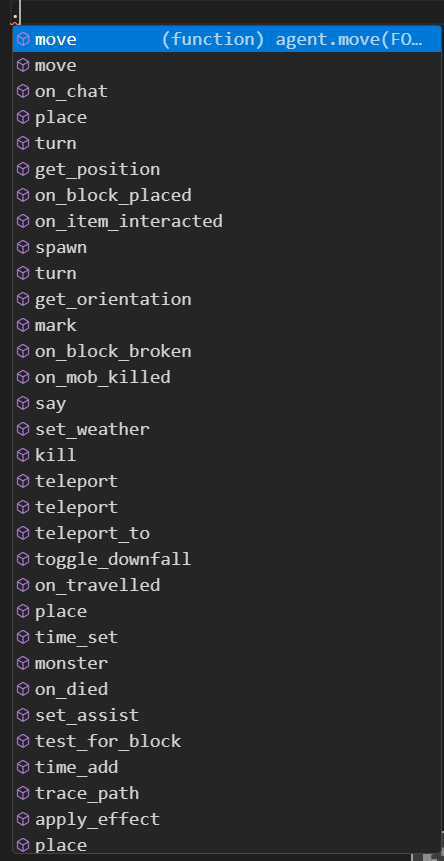 .
move (function) agent.move(FO…
move
on_chat
place
turn
get_position
on_block_placed
on_item_interacted
spawn
turn
get_orientation
mark
on_block_broken
on_mob_killed
say
set_weather
kill
teleport
teleport
teleport_to
toggle_downfall
on_travelled
place
time_set
monster
on_died
set_assist
test_for_block
time_add
trace_path
apply_effect
place